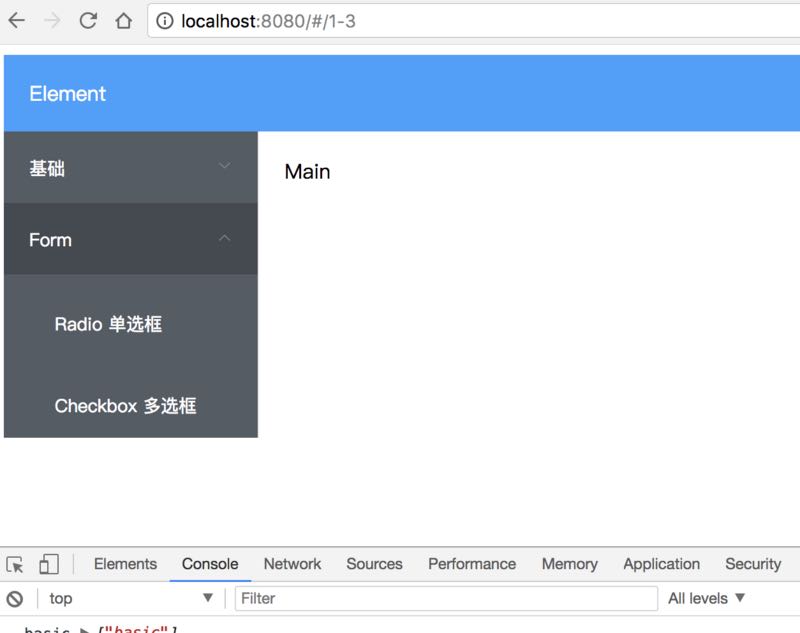 localhost:8080/#/1-3
Element
基础
Main
Form
Radio 单选框
Checkbox 多选框
Elements Console Network Sources Performance Memory Application Security
top Filter All levels
basic ["basic"]